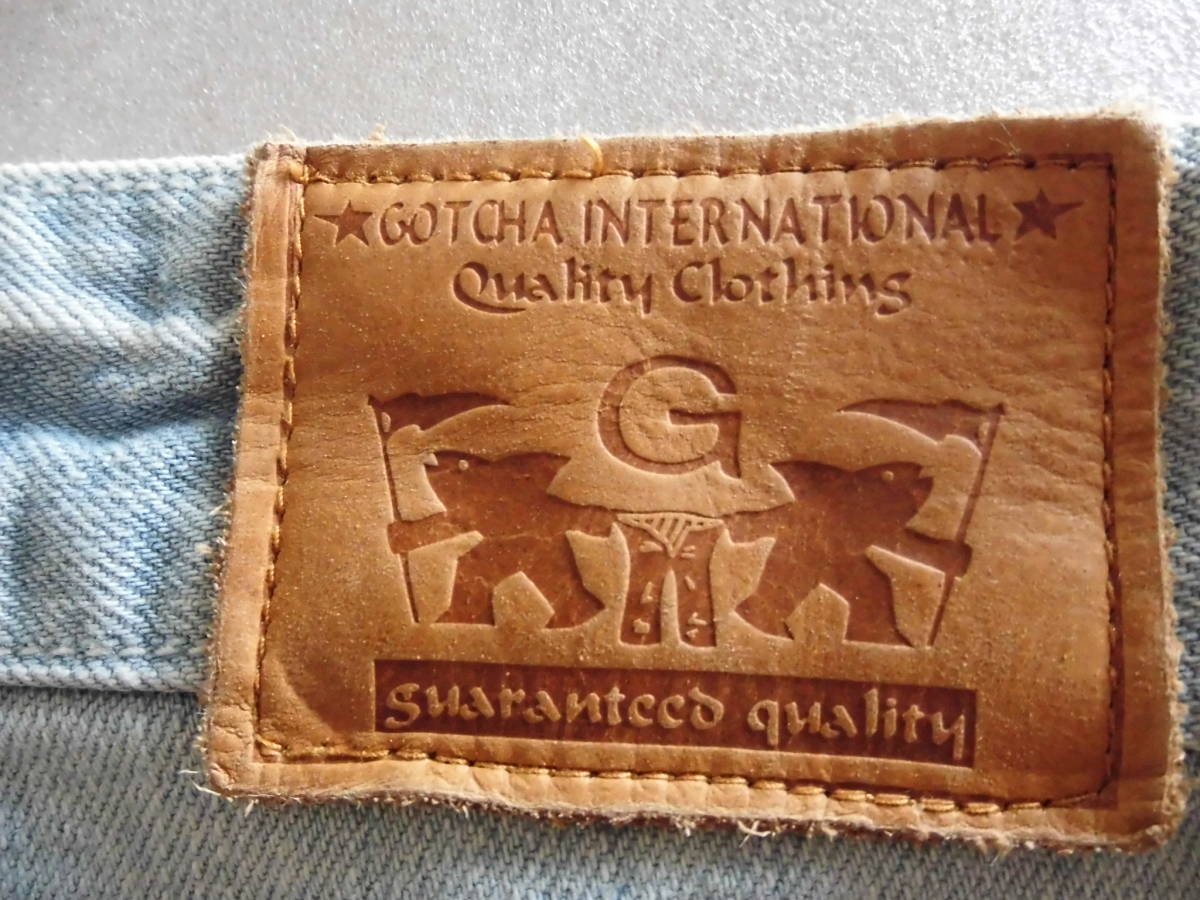 ★GOTCHA INTERNATIONAL★
Quality Clothing
G
guaranteed quality